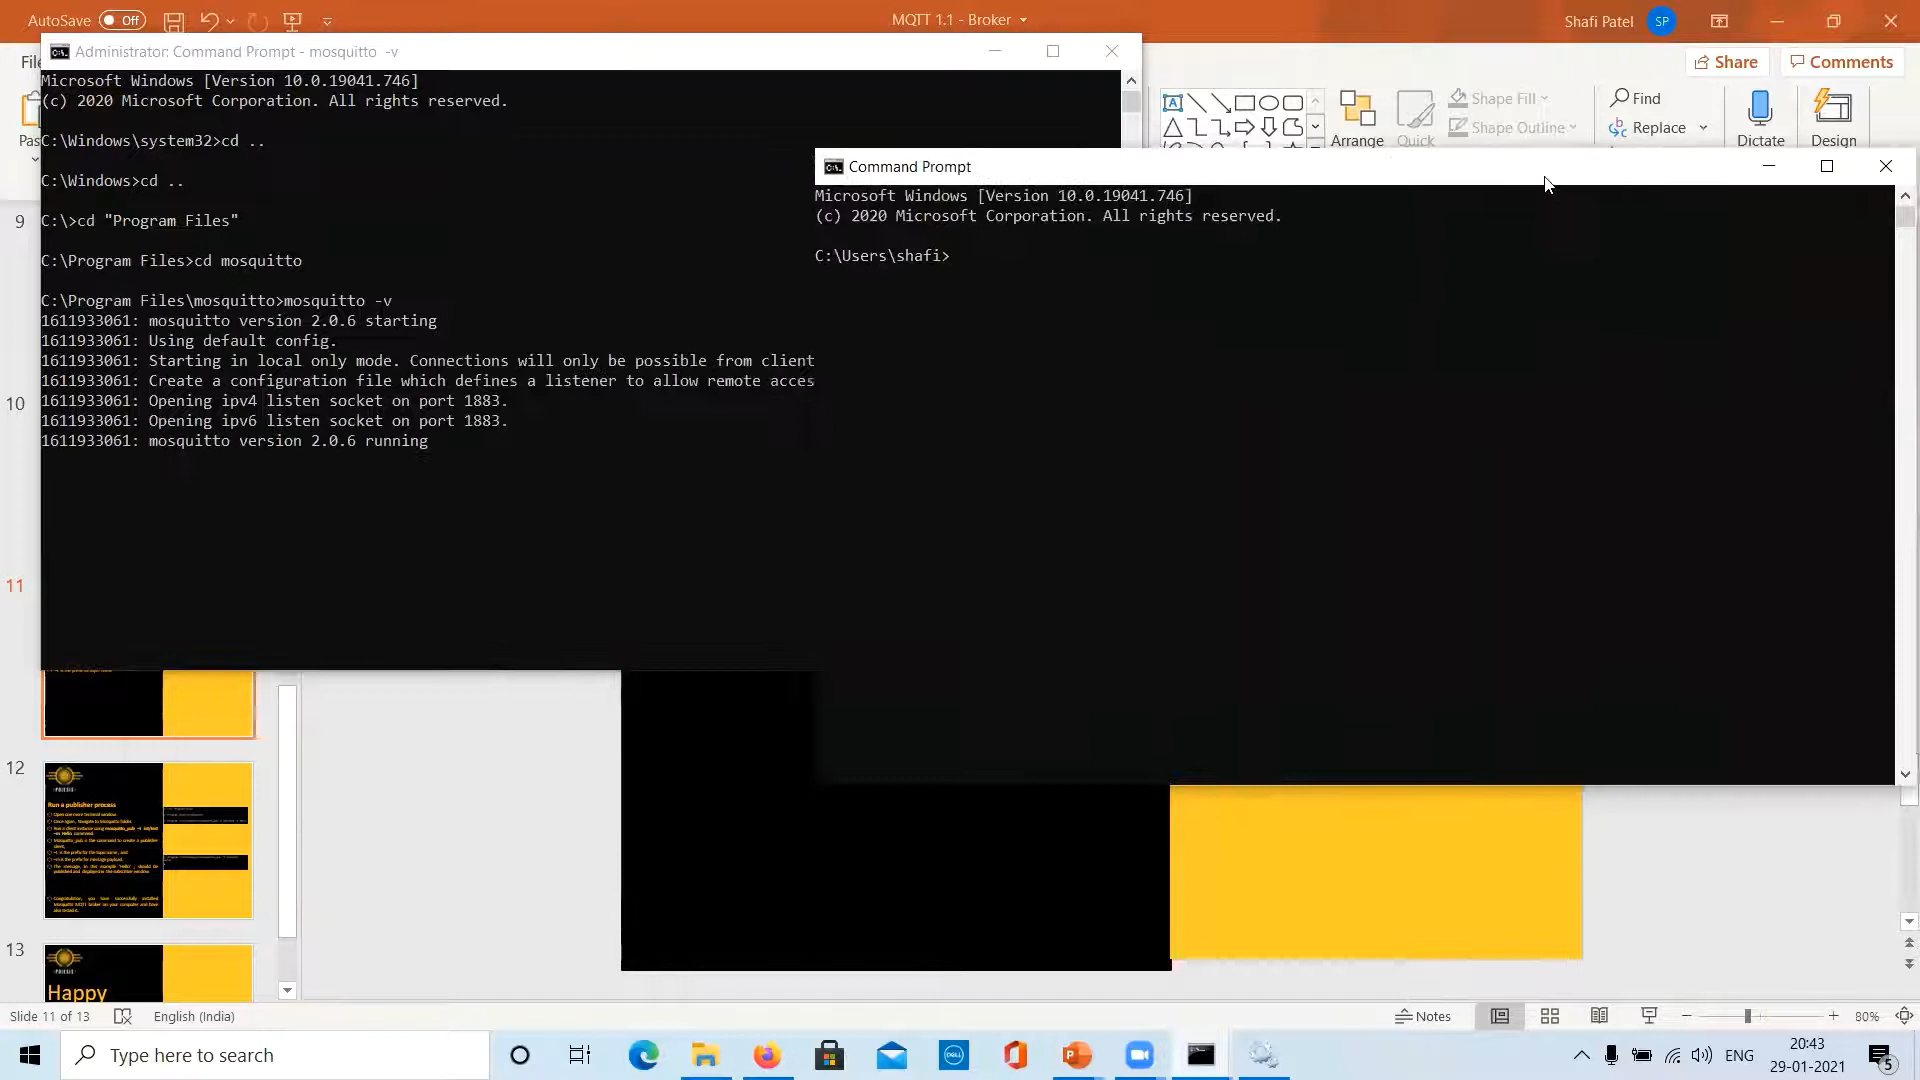 AutoSave Off
MQTT 1.1 - Broker
Shafi Patel SP
Administrator: Command Prompt - mosquitto -v
Share
Comments
Microsoft Windows [Version 10.0.19041.746]
(c) 2020 Microsoft Corporation. All rights reserved.
C:\Windows\system32>cd ..
C:\Windows>cd ..
C:\>cd "Program Files"
C:\Program Files>cd mosquitto
C:\Program Files\mosquitto>mosquitto -v
1611933061: mosquitto version 2.0.6 starting
1611933061: Using default config.
1611933061: Starting in local only mode. Connections will only be possible from client
1611933061: Create a configuration file which defines a listener to allow remote acces
1611933061: Opening ipv4 listen socket on port 1883.
1611933061: Opening ipv6 listen socket on port 1883.
1611933061: mosquitto version 2.0.6 running
Arrange
Quick
Shape Fill
Shape Outline
Find
Replace
Dictate
Design
Command Prompt
Microsoft Windows [Version 10.0.19041.746]
(c) 2020 Microsoft Corporation. All rights reserved.
C:\Users\shafi>
9
10
11
12
Run a publisher process
Open one more terminal window.
13
Happy
Slide 11 of 13
English (India)
Notes
80%
Type here to search
DELL
ENG
20:43
29-01-2021
5